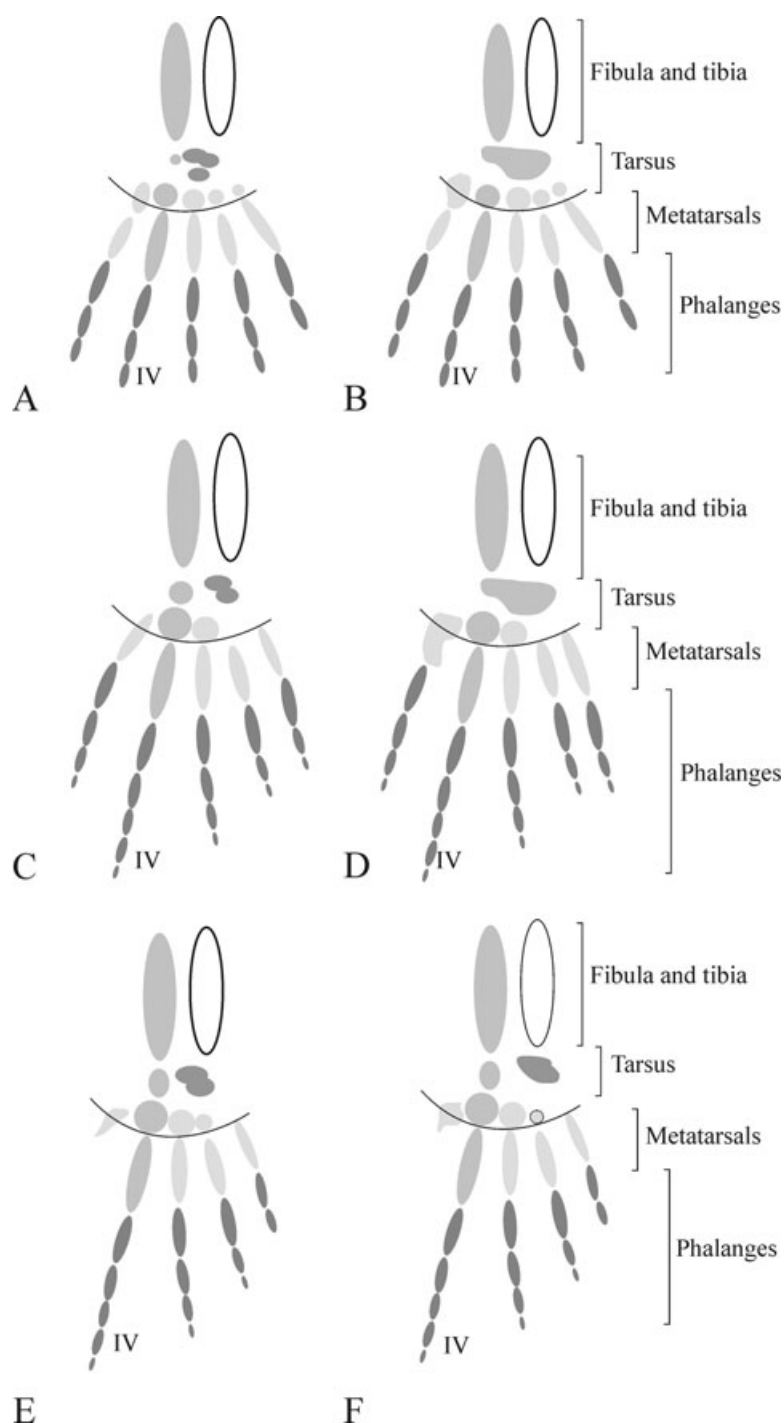 Fibula and tibia
Tarsus
Metatarsals
Phalanges
IV
IV
A
B
Fibula and tibia
Tarsus
Metatarsals
Phalanges
IV
IV
C
D
Fibula and tibia
Tarsus
Metatarsals
Phalanges
IV
IV
E
F